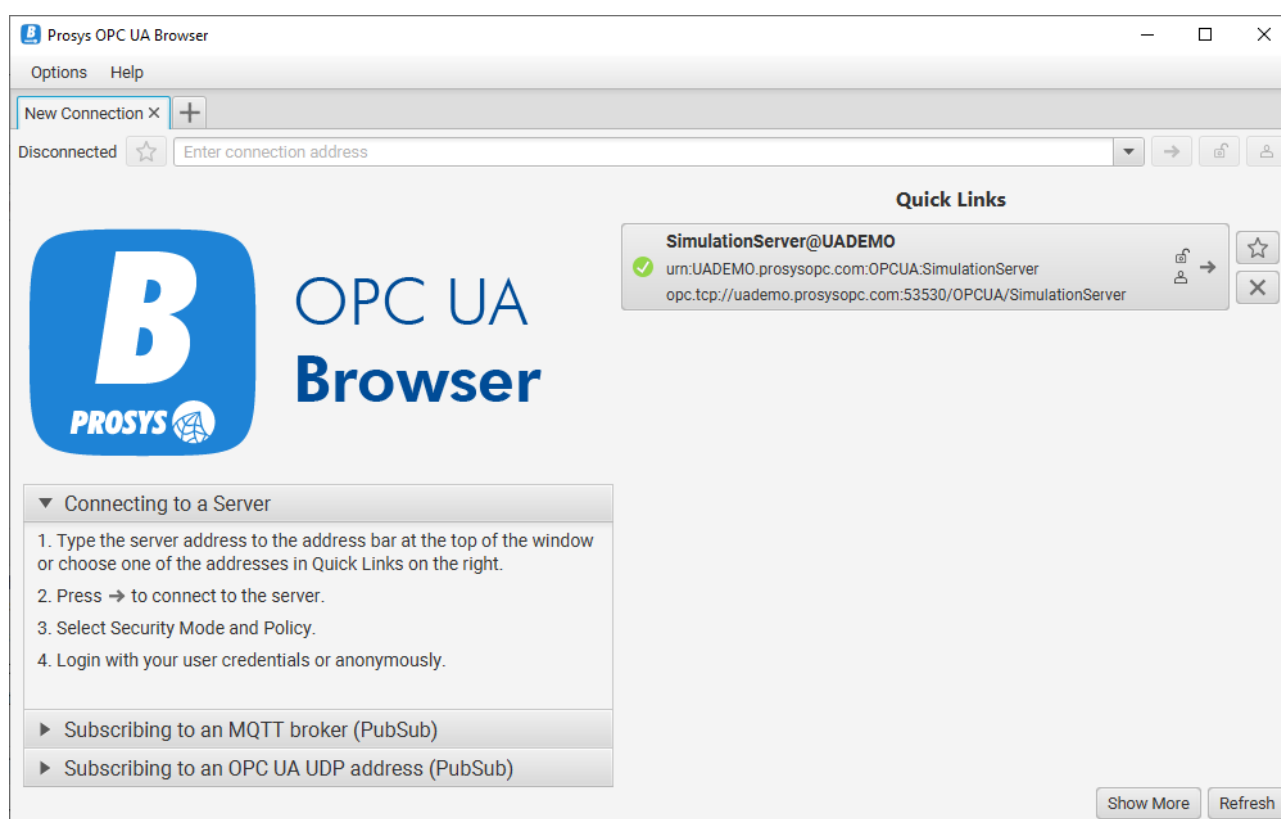 Prosys OPC UA Browser
Options Help
New Connection
Disconnected Enter connection address
Quick Links
SimulationServer@UADEMO
urn:UADEMO.prosysopc.com:OPCUA:SimulationServer
opc.tcp://uademo.prosysopc.com:53530/OPCUA/SimulationServer
B
PROSYS
OPC UA
Browser
Connecting to a Server
1. Type the server address to the address bar at the top of the window
or choose one of the addresses in Quick Links on the right.
2. Press → to connect to the server.
3. Select Security Mode and Policy.
4. Login with your user credentials or anonymously.
Subscribing to an MQTT broker (PubSub)
Subscribing to an OPC UA UDP address (PubSub)
Show More Refresh